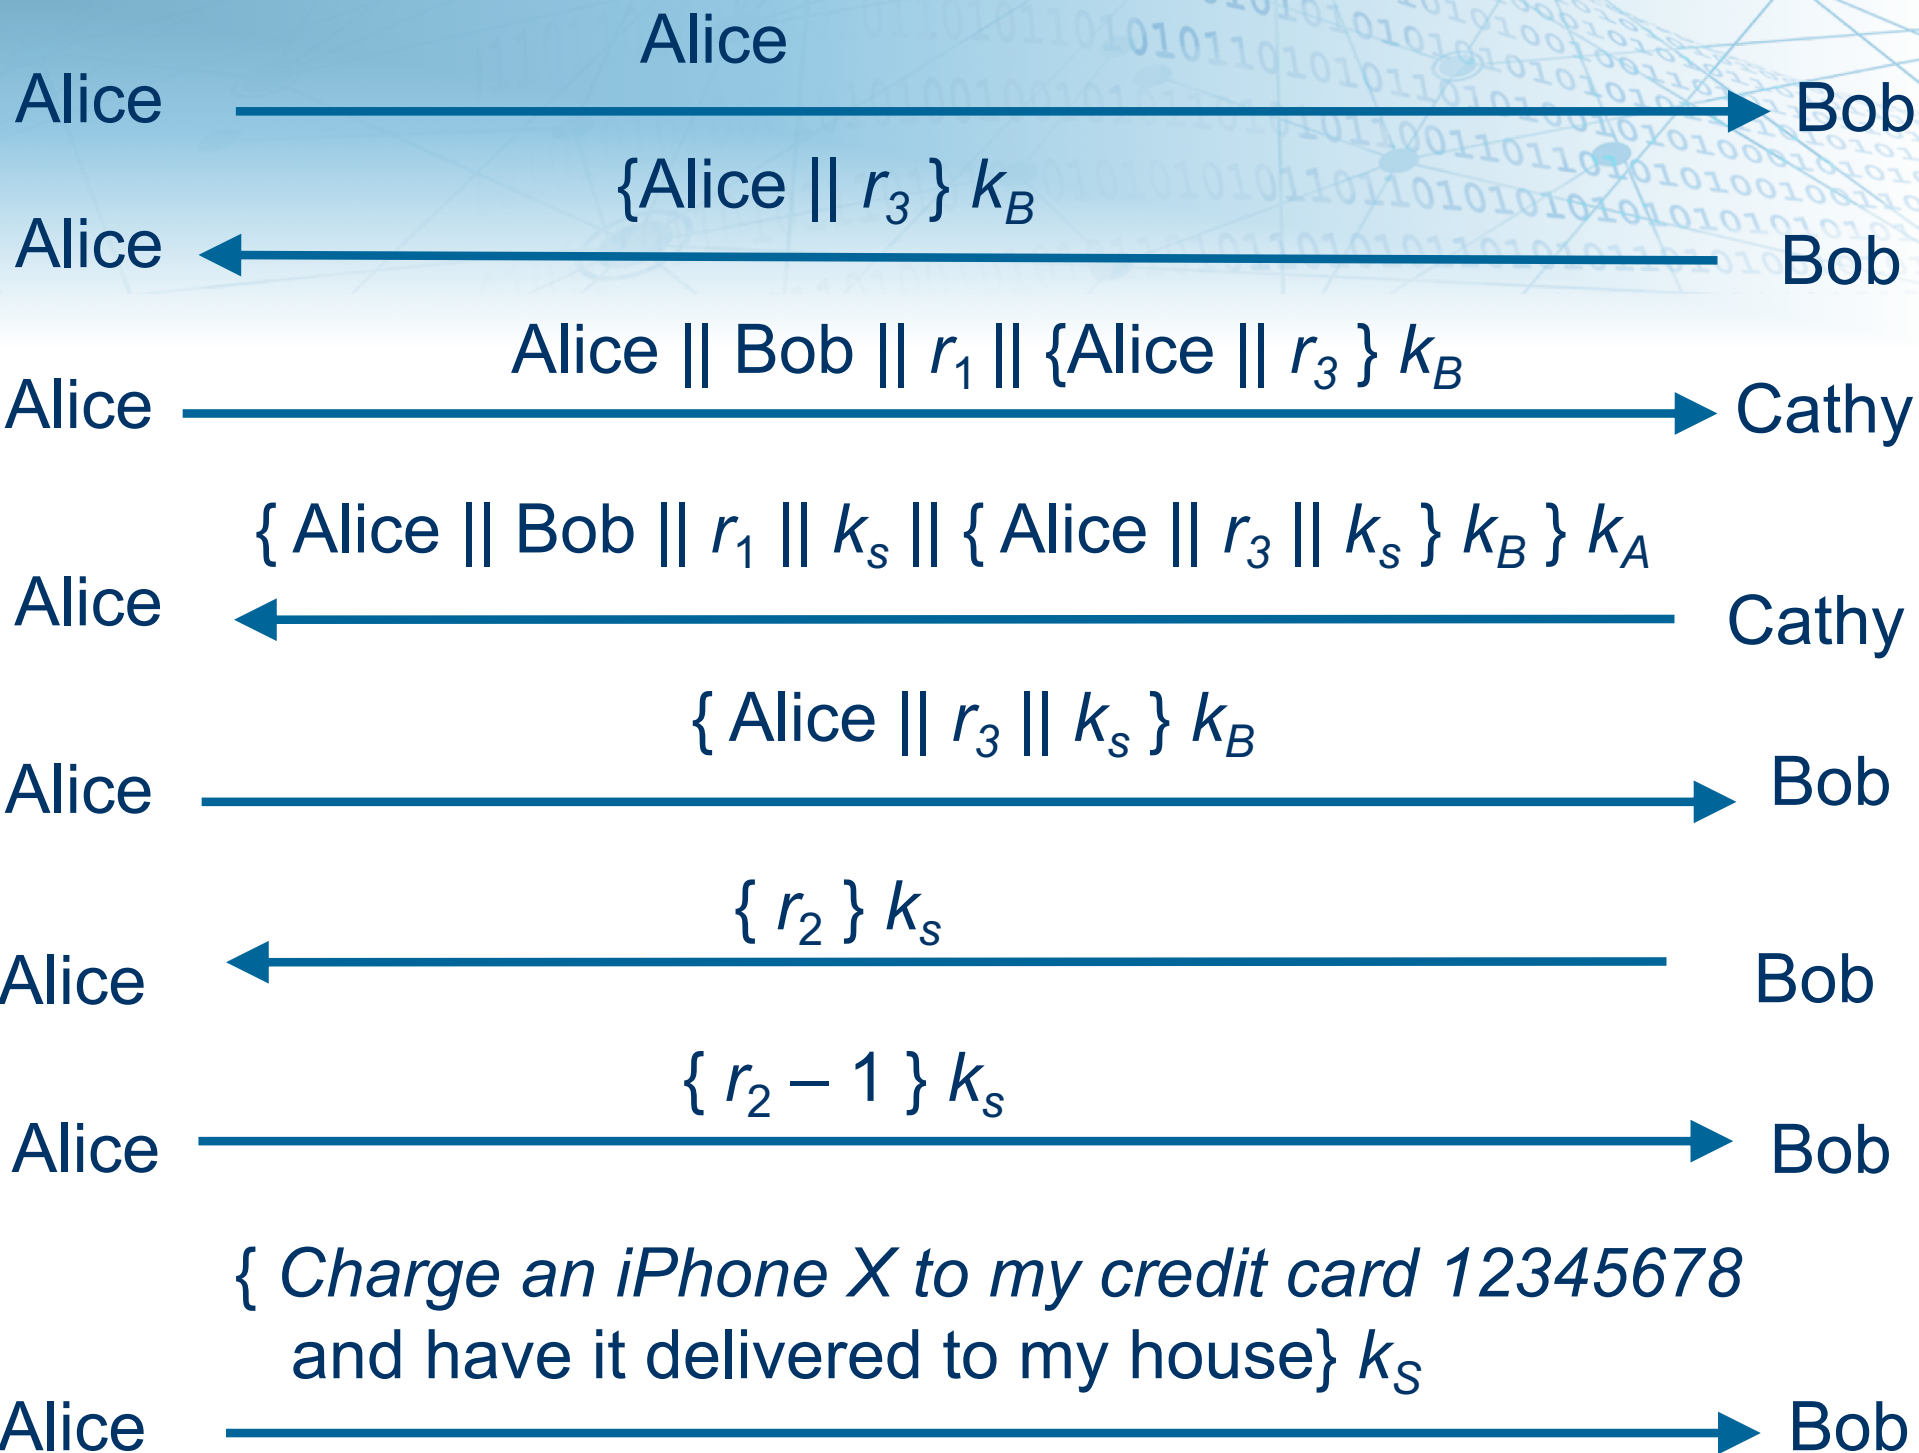 Alice
Alice Bob
{Alice || r3 } kB
Alice Bob
Alice || Bob || r1 || {Alice || r3 } kB
Alice Cathy
{ Alice || Bob || r1 || ks || { Alice || r3 || ks } kB } kA
Alice Cathy
{ Alice || r3 || ks } kB
Alice Bob
{ r2 } ks
Alice Bob
{ r2 – 1 } ks
Alice Bob
{ Charge an iPhone X to my credit card 12345678
and have it delivered to my house} kS
Alice Bob